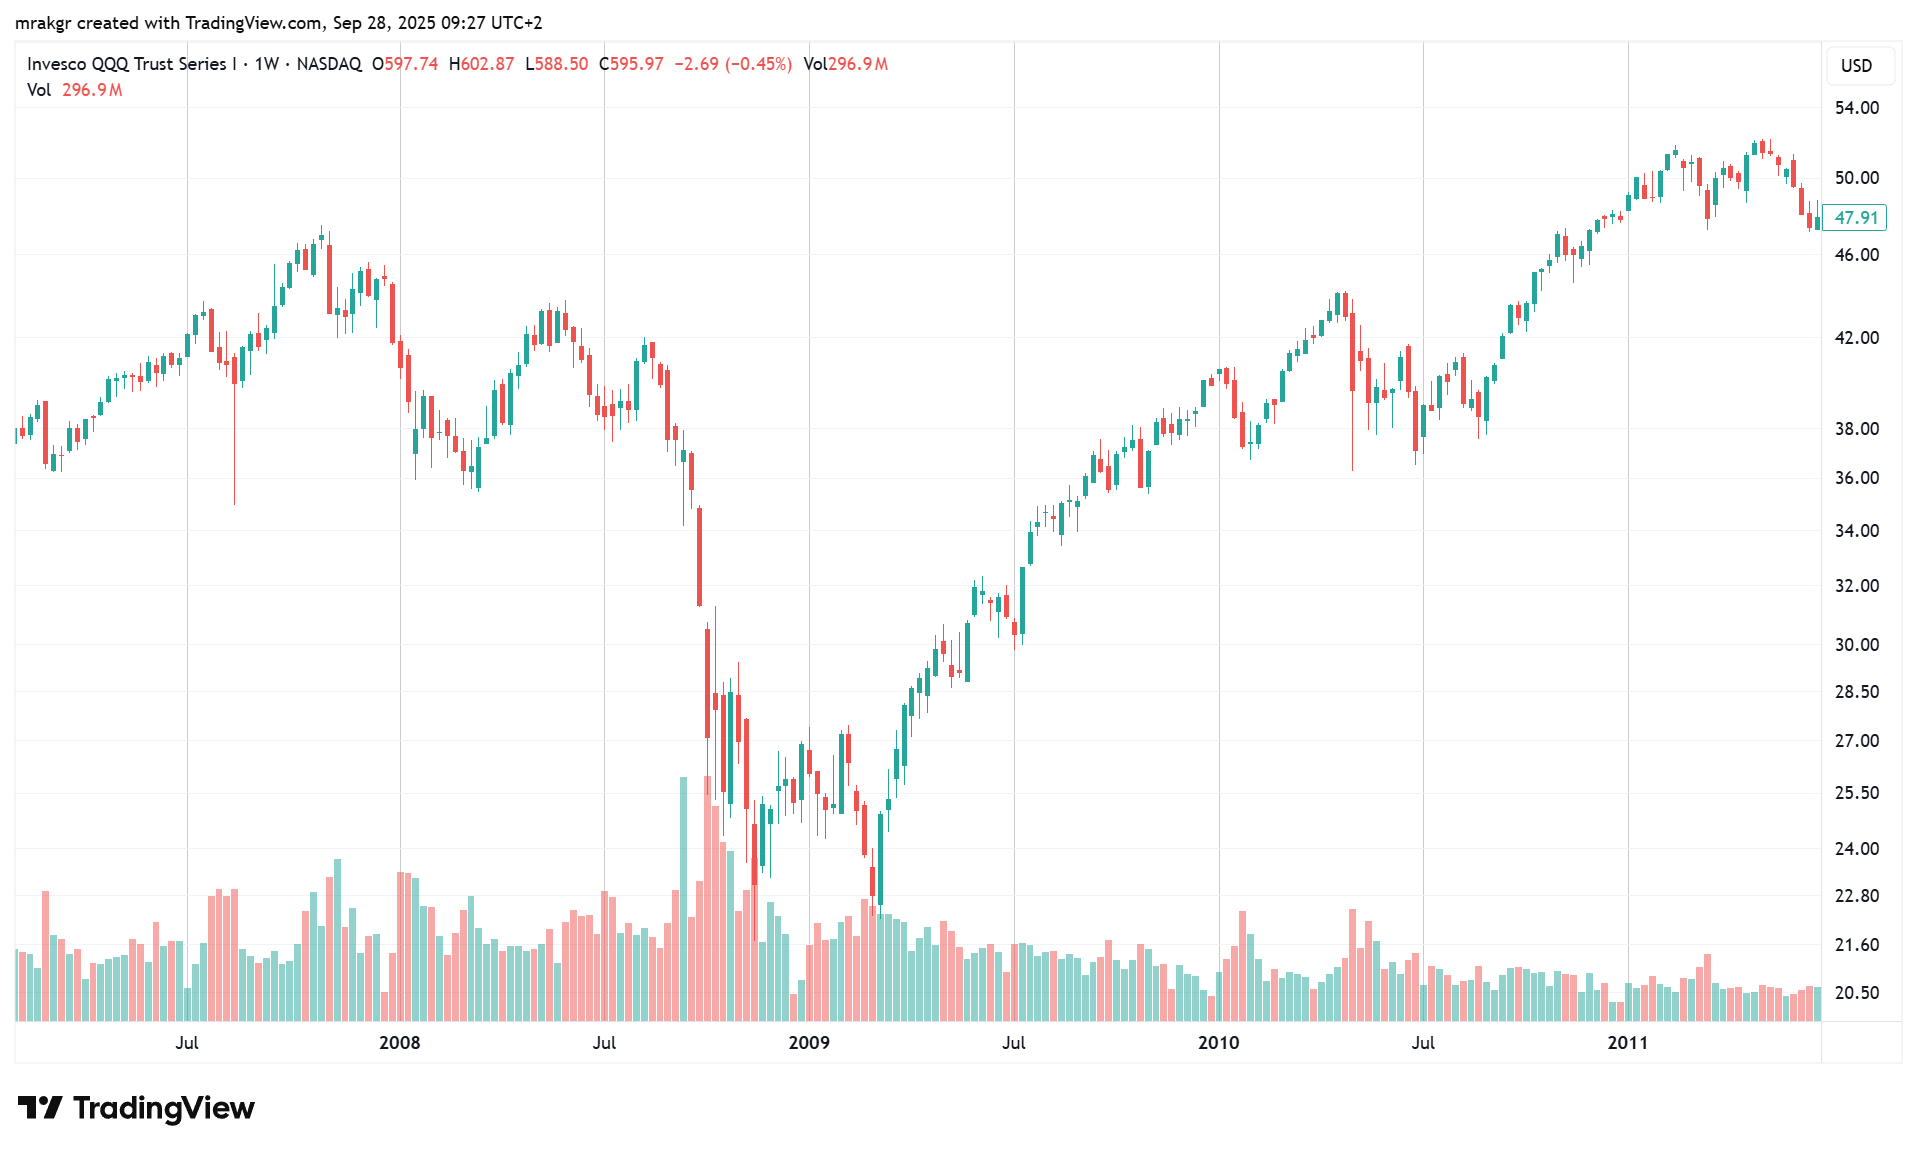 mrakgr created with TradingView.com, Sep 28, 2025 09:27 UTC+2
Invesco QQQ Trust Series I · 1W · NASDAQ O597.74 H602.87 L588.50 C595.97 −2.69 (−0.45%) Vol296.9M
Vol 296.9M
USD
54.00
50.00
47.91
46.00
42.00
38.00
36.00
34.00
32.00
30.00
28.50
27.00
25.50
24.00
22.80
21.60
20.50
Jul 2008 Jul 2009 Jul 2010 Jul 2011
TradingView